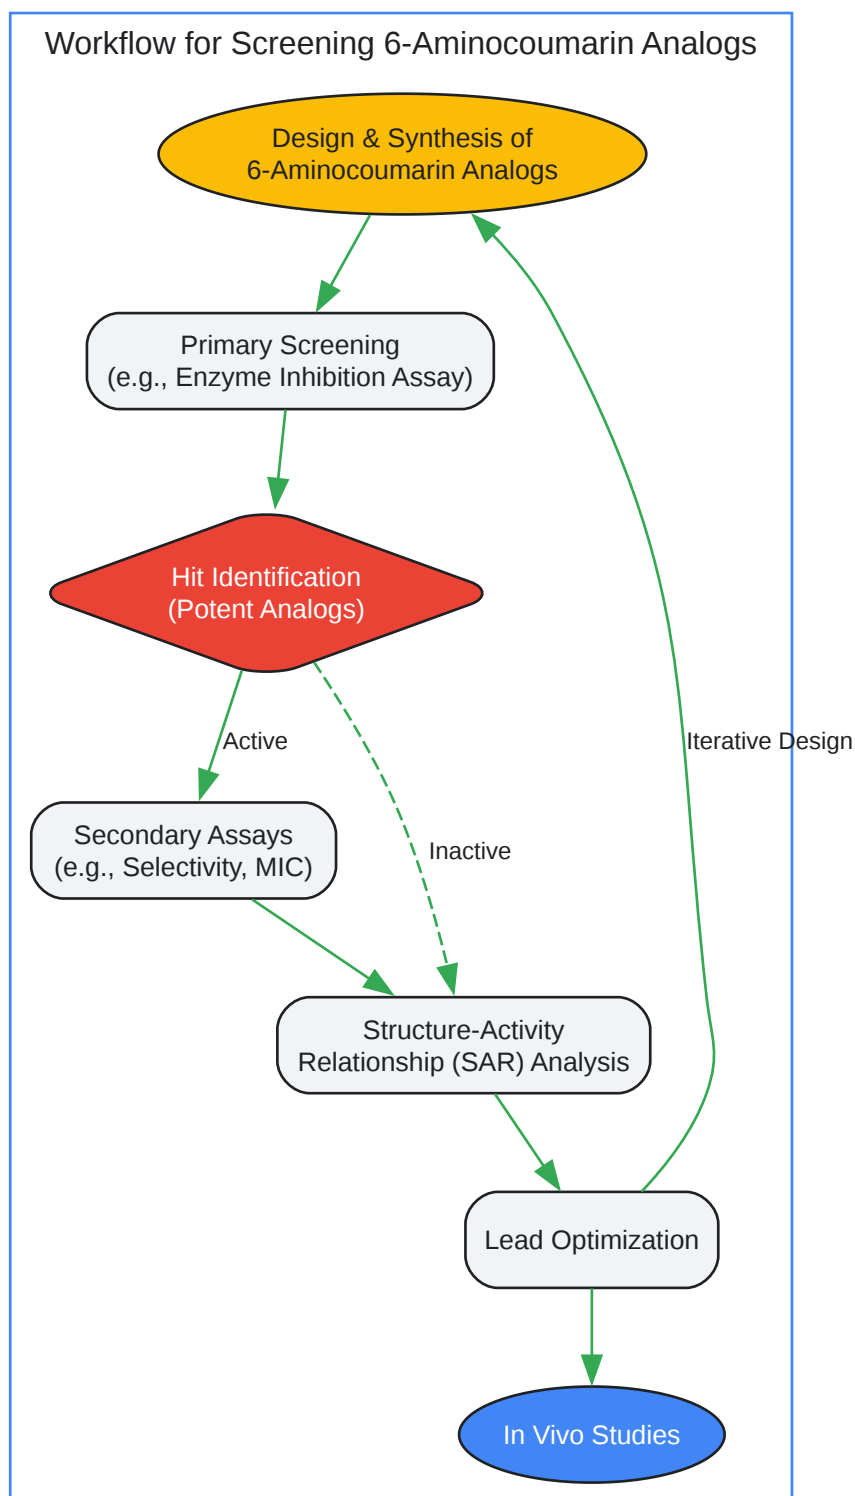 Workflow for Screening 6-Aminocoumarin Analogs
Design & Synthesis of
6-Aminocoumarin Analogs
Primary Screening
(e.g., Enzyme Inhibition Assay)
Hit Identification
(Potent Analogs)
Active
Iterative Design
Secondary Assays
(e.g., Selectivity, MIC)
Inactive
Structure-Activity
Relationship (SAR) Analysis
Lead Optimization
In Vivo Studies